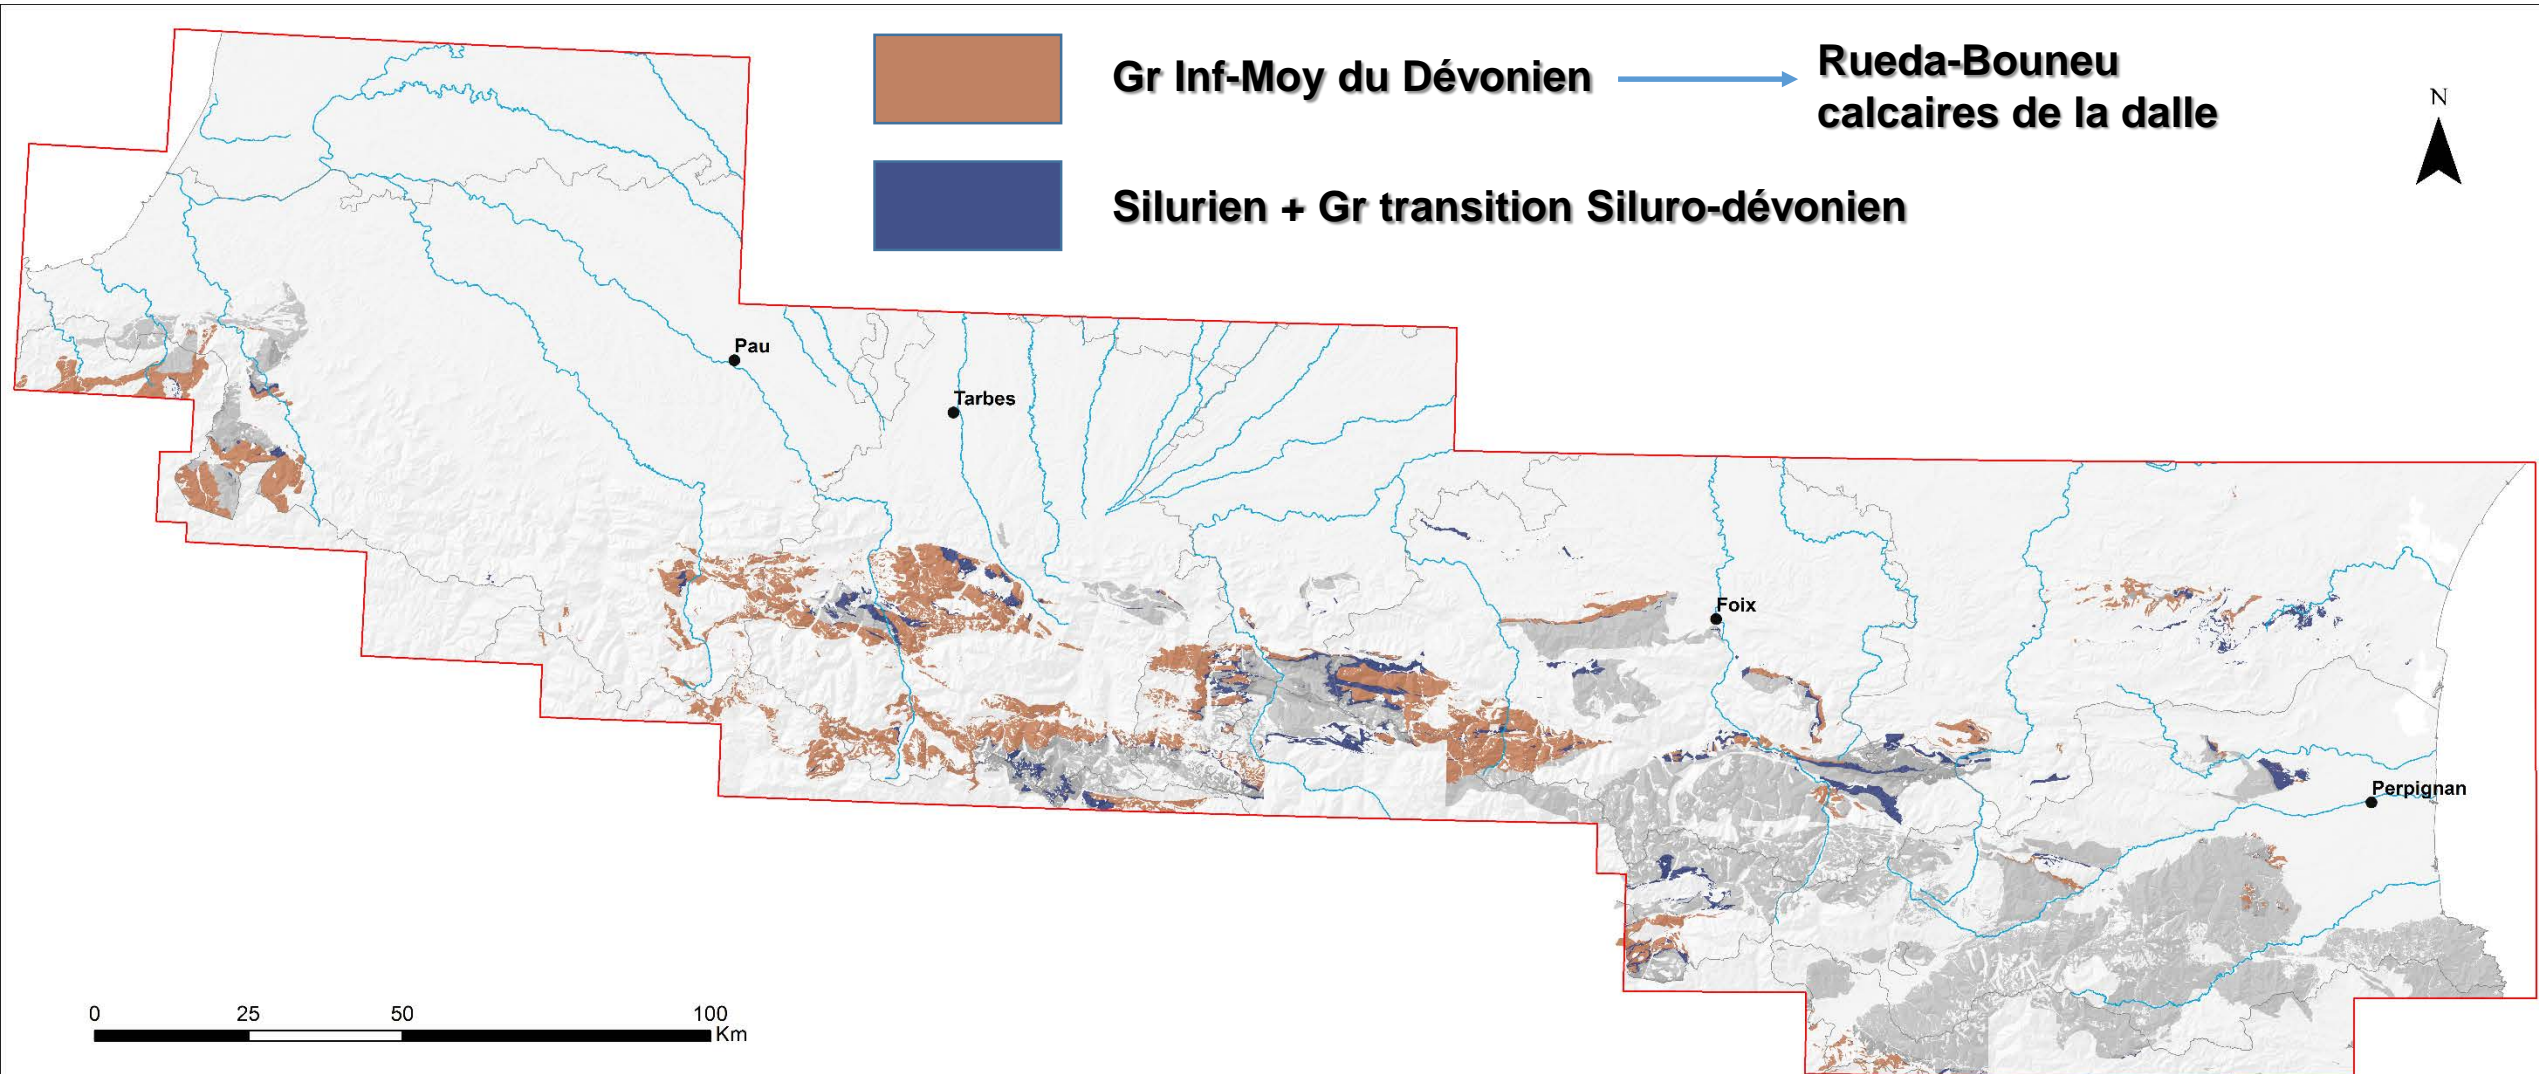 Gr Inf-Moy du Dévonien
Rueda-Bouneu
calcaires de la dalle
Silurien + Gr transition Siluro-dévonien
N
Pau
Tarbes
Foix
Perpignan
0 25 50 100
Km